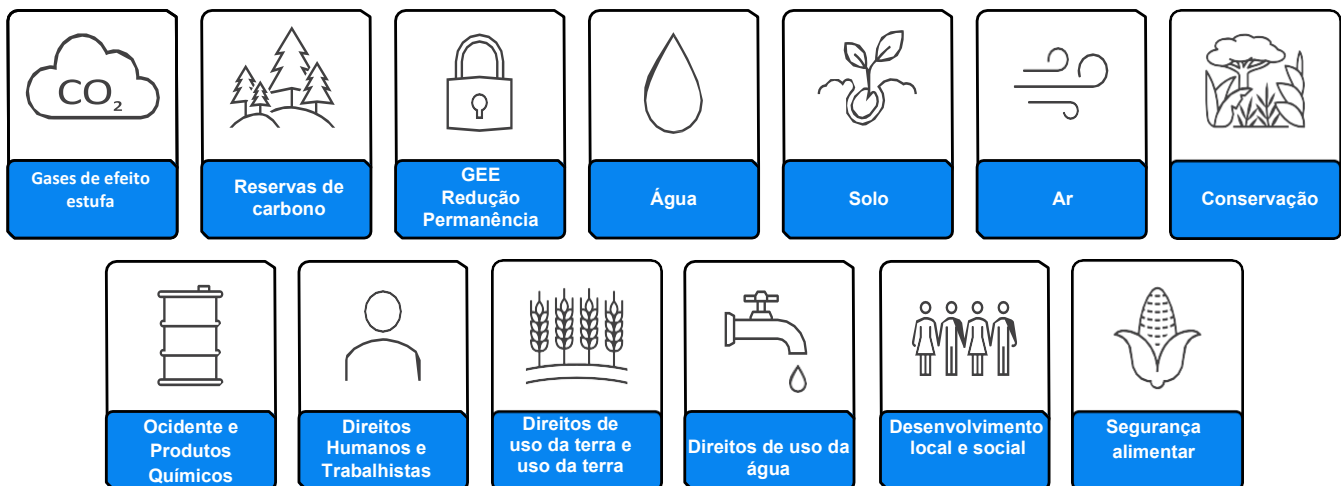 CO₂
Gases de efeito
estufa
Reservas de
carbono
GEE
Redução
Permanência
Água
Solo
Ar
Conservação
Ocidente e
Produtos
Químicos
Direitos
Humanos e
Trabalhistas
Direitos de
uso da terra e
uso da terra
Direitos de uso da
água
Desenvolvimento
local e social
Segurança
alimentar